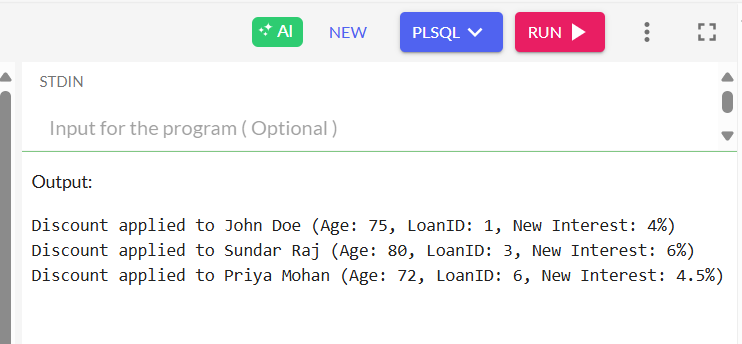 AI NEW PLSQL RUN
STDIN
Input for the program ( Optional )
Output:
Discount applied to John Doe (Age: 75, LoanID: 1, New Interest: 4%)
Discount applied to Sundar Raj (Age: 80, LoanID: 3, New Interest: 6%)
Discount applied to Priya Mohan (Age: 72, LoanID: 6, New Interest: 4.5%)